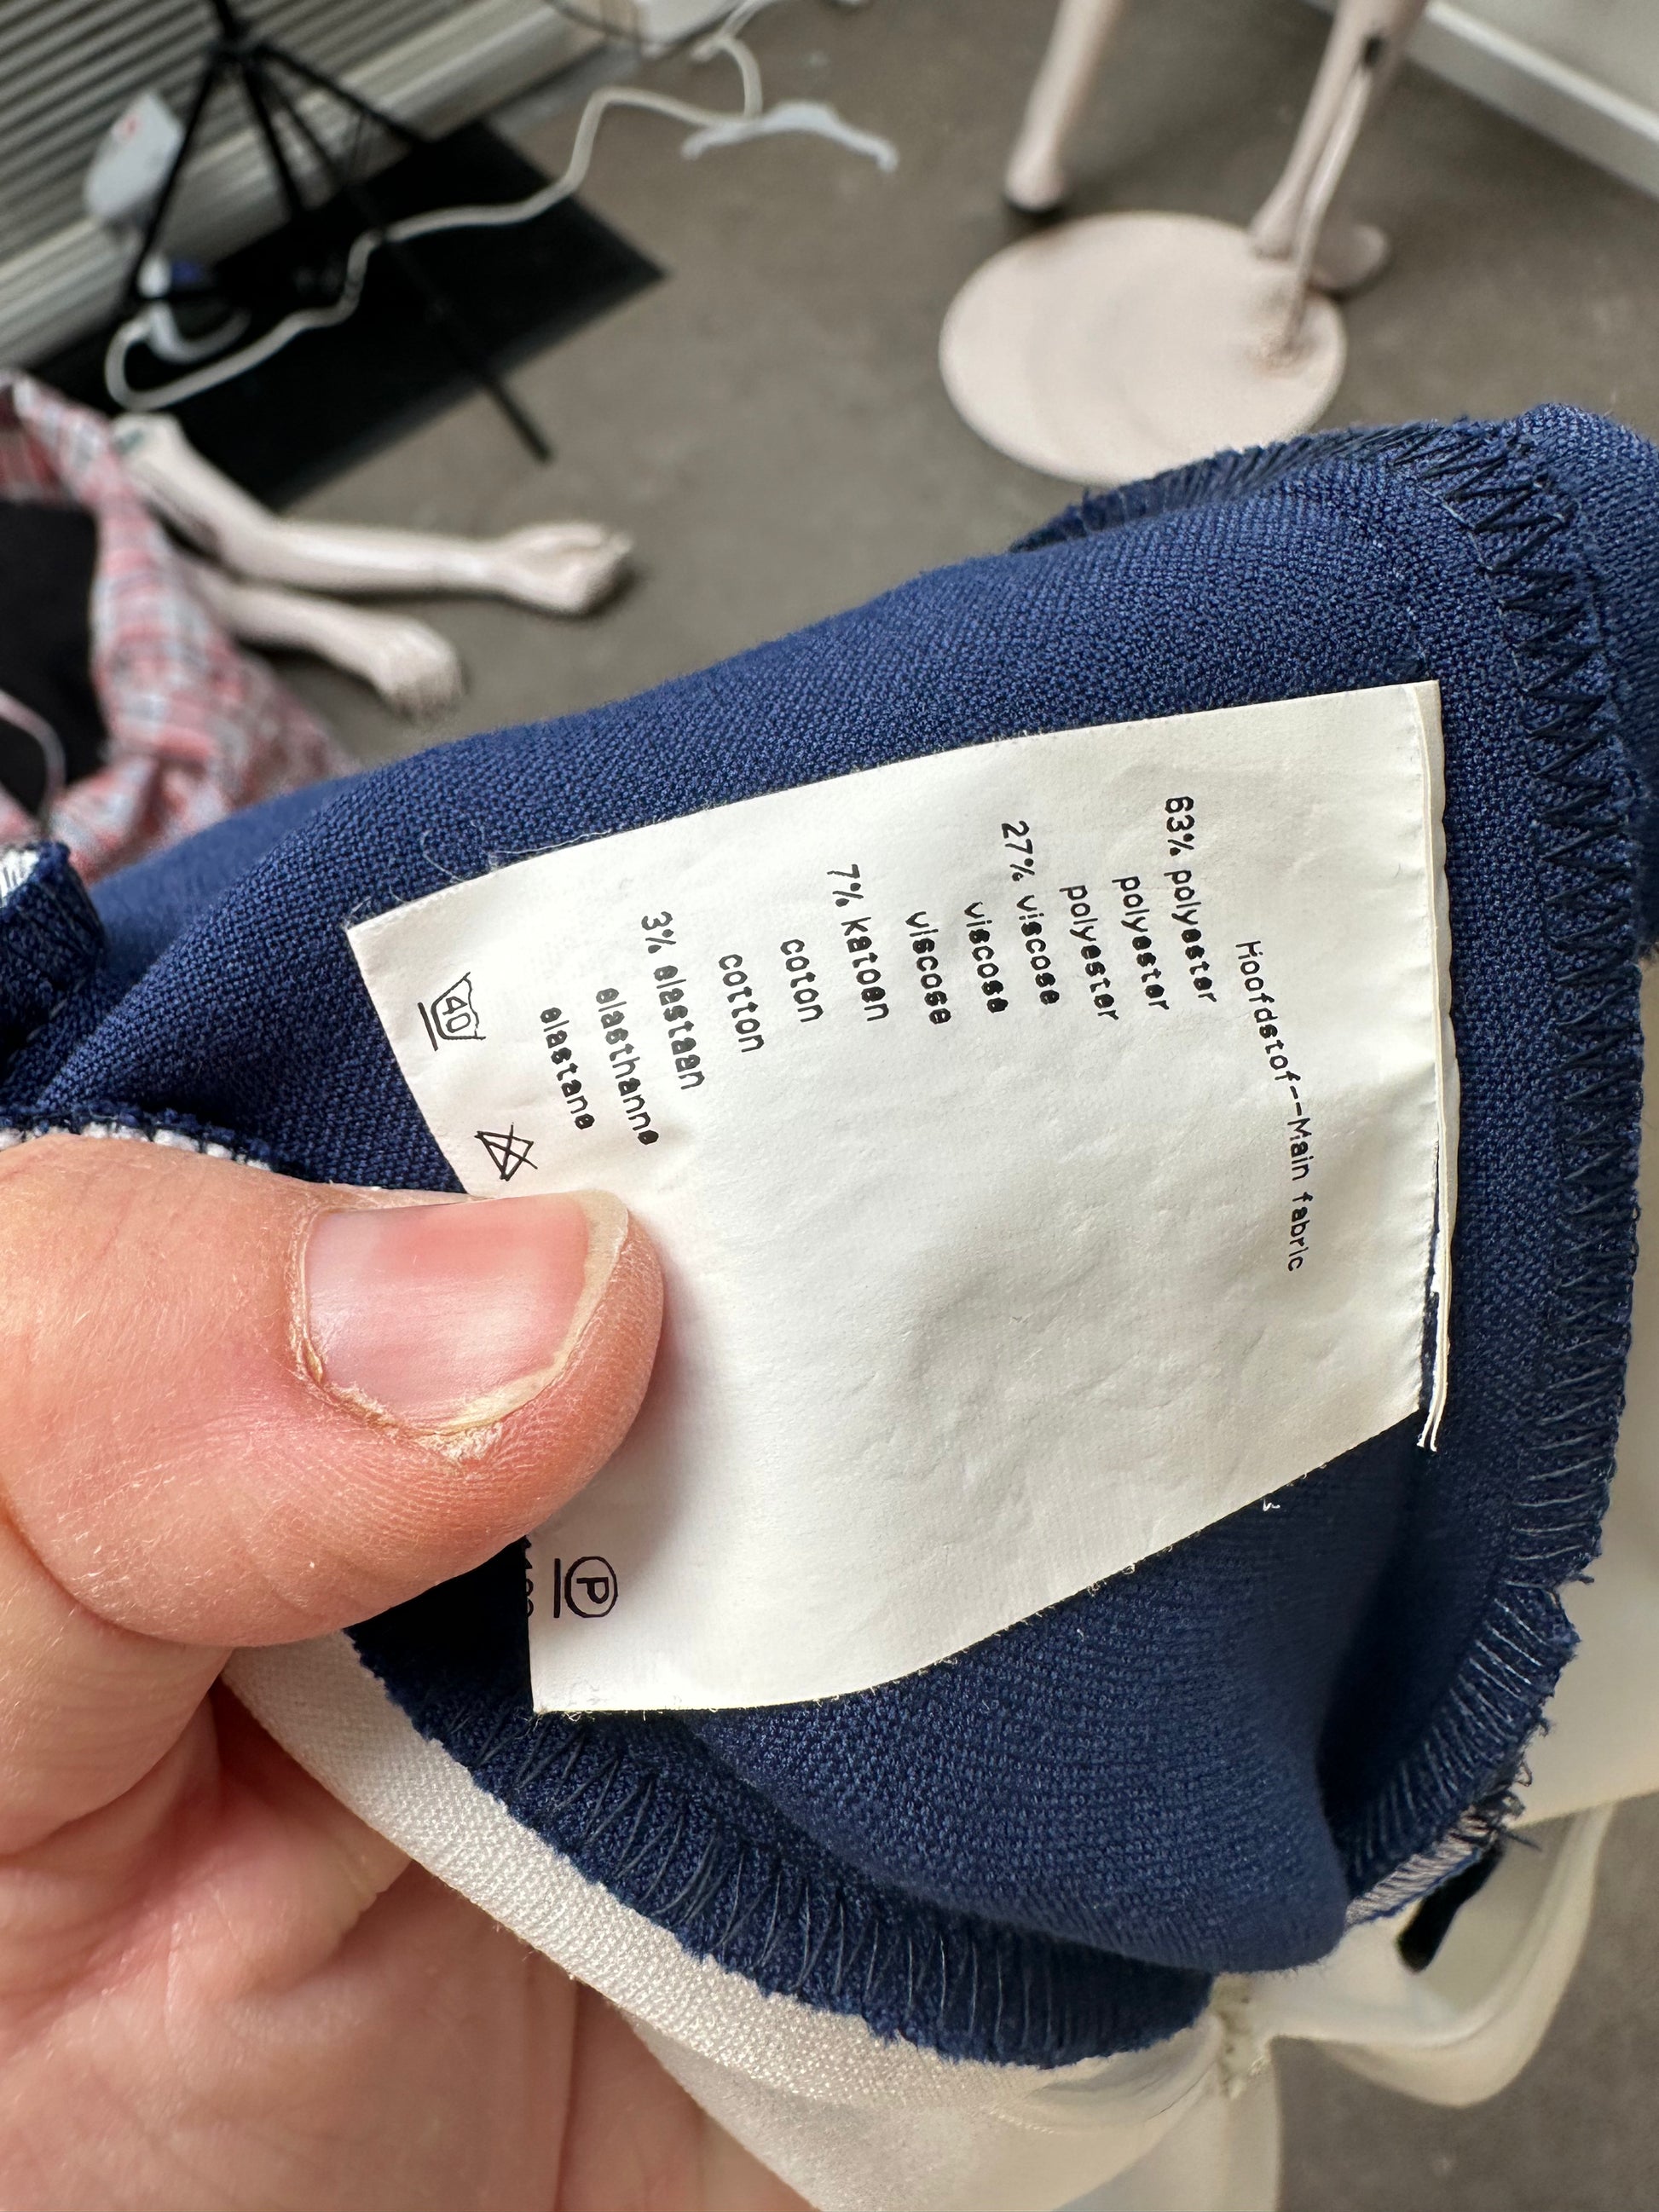 Hoofdstof--Main fabric
63% polyester
polyester
polyester
27% viscose
viscose
viscose
7% katoen
coton
cotton
3% elastaan
elasthanne
elastane
40
P